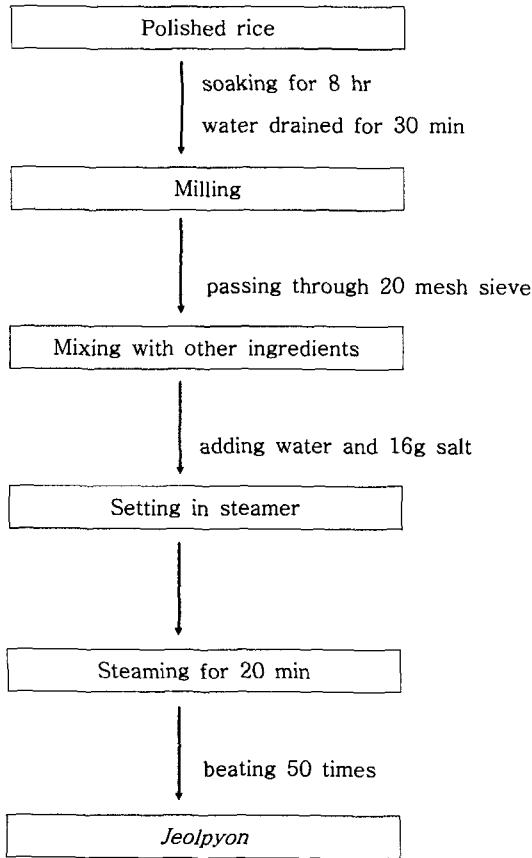 Polished rice
soaking for 8 hr
water drained for 30 min
Milling
passing through 20 mesh sieve
Mixing with other ingredients
adding water and 16g salt
Setting in steamer
Steaming for 20 min
beating 50 times
Jeolpyon